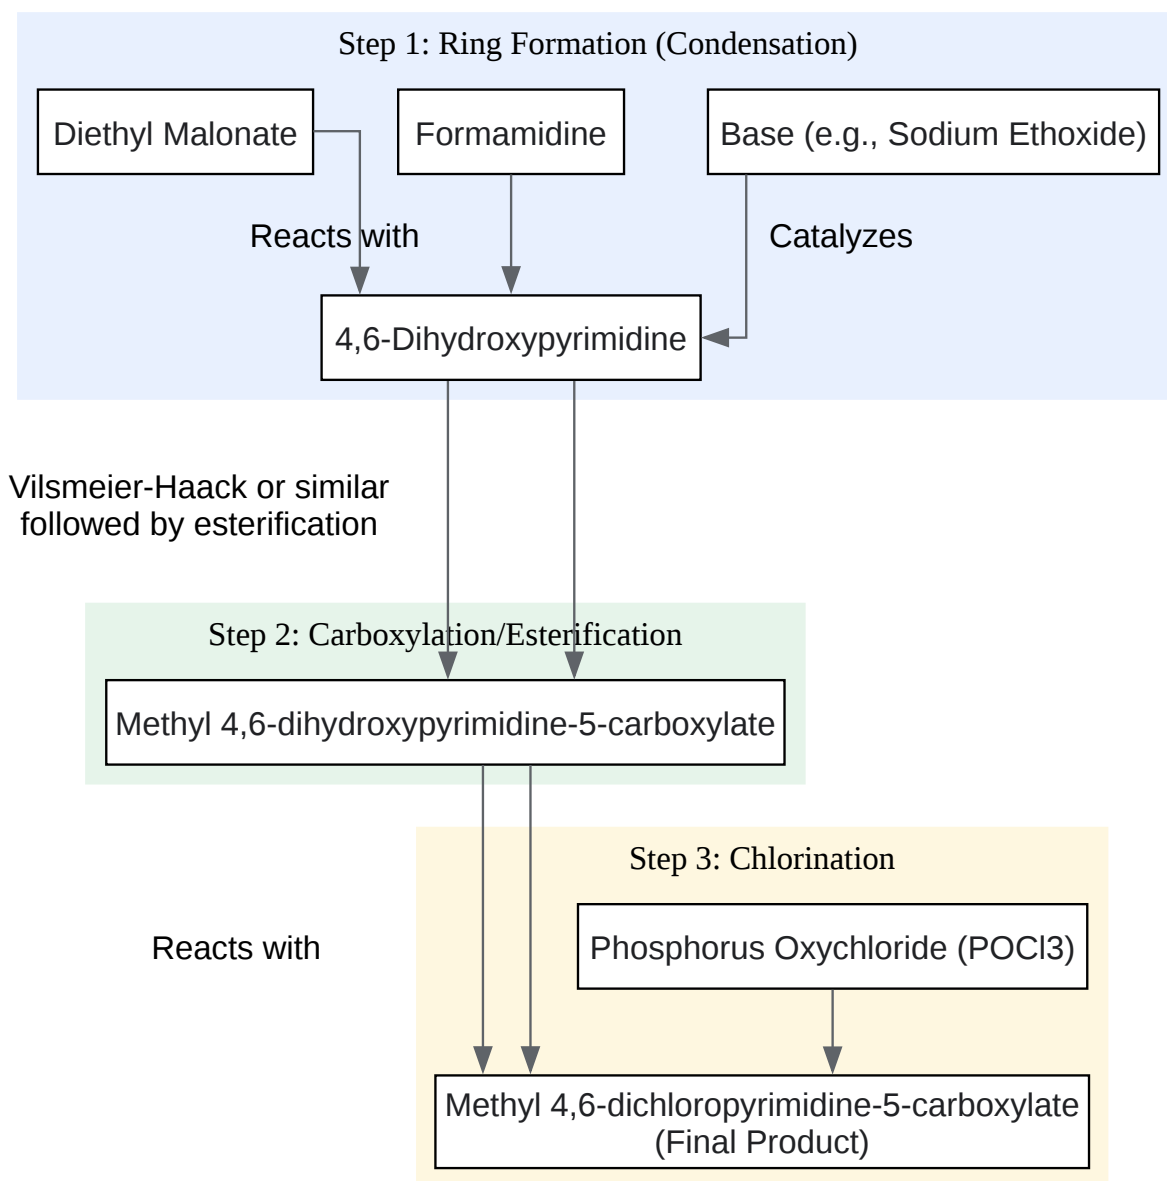 Step 1: Ring Formation (Condensation)
Diethyl Malonate
Formamidine
Base (e.g., Sodium Ethoxide)
Reacts with
Catalyzes
4,6-Dihydroxypyrimidine
Vilsmeier-Haack or similar
followed by esterification
Step 2: Carboxylation/Esterification
Methyl 4,6-dihydroxypyrimidine-5-carboxylate
Step 3: Chlorination
Reacts with
Phosphorus Oxychloride (POCl3)
Methyl 4,6-dichloropyrimidine-5-carboxylate
(Final Product)